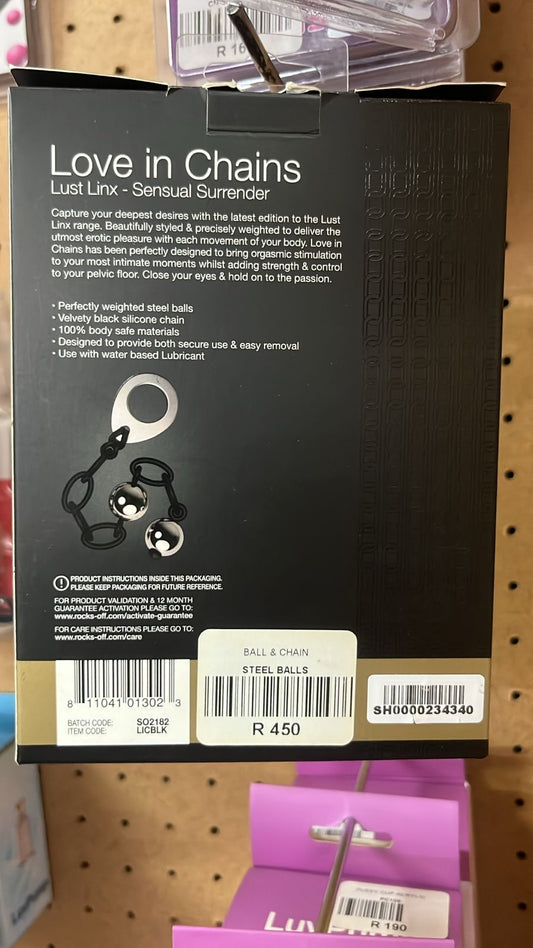 R 16
Love in Chains
Lust Linx - Sensual Surrender
Capture your deepest desires with the latest edition to the Lust
Linx range. Beautifully styled & precisely weighted to deliver the
utmost erotic pleasure with each movement of your body. Love in
Chains has been perfectly designed to bring orgasmic stimulation
to your most intimate moments whilst adding strength & control
to your pelvic floor. Close your eyes & hold on to the passion.
· Perfectly weighted steel balls
· Velvety black silicone chain
· 100% body safe materials
· Designed to provide both secure use & easy removal
· Use with water based Lubricant
! PRODUCT INSTRUCTIONS INSIDE THIS PACKAGING.
PLEASE KEEP PACKAGING FOR FUTURE REFERENCE.
FOR PRODUCT VALIDATION & 12 MONTH
GUARANTEE ACTIVATION PLEASE GO TO:
www.rocks-off.com/activate-guarantee
FOR CARE INSTRUCTIONS PLEASE GO TO:
www.rocks-off.com/care
8 11041 01302 3
BATCH CODE: SO2182
ITEM CODE: LICBLK
BALL & CHAIN
STEEL BALLS
R 450
SH0000234340
R 190